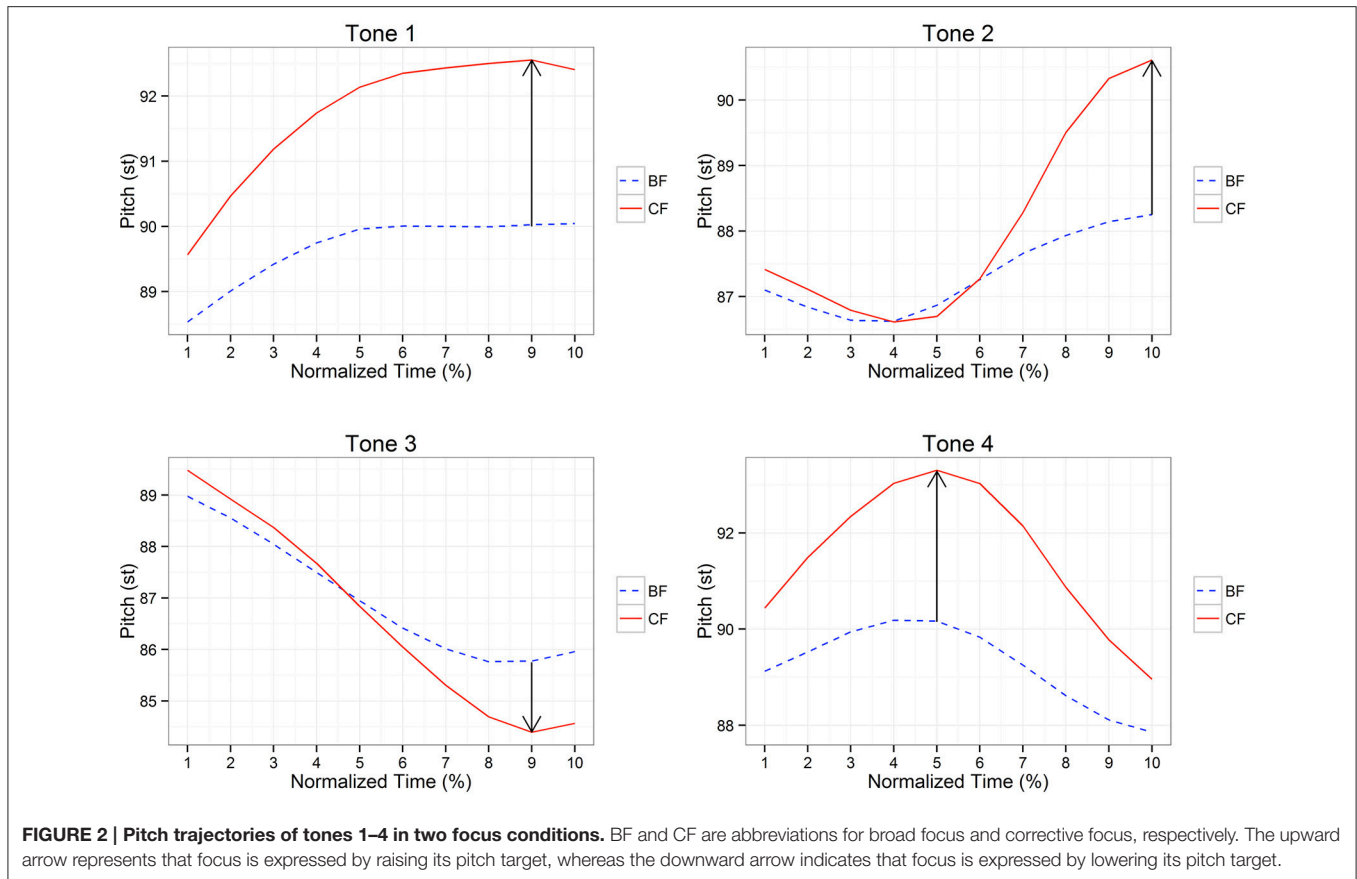 Tone 1
92
91
90
89
Pitch (st)
1 2 3 4 5 6 7 8 9 10
Normalized Time (%)
BF
CF
Tone 2
90
89
88
87
Pitch (st)
1 2 3 4 5 6 7 8 9 10
Normalized Time (%)
BF
CF
Tone 3
89
88
87
86
85
Pitch (st)
1 2 3 4 5 6 7 8 9 10
Normalized Time (%)
BF
CF
Tone 4
92
90
88
Pitch (st)
1 2 3 4 5 6 7 8 9 10
Normalized Time (%)
BF
CF
FIGURE 2 | Pitch trajectories of tones 1–4 in two focus conditions. BF and CF are abbreviations for broad focus and corrective focus, respectively. The upward
arrow represents that focus is expressed by raising its pitch target, whereas the downward arrow indicates that focus is expressed by lowering its pitch target.